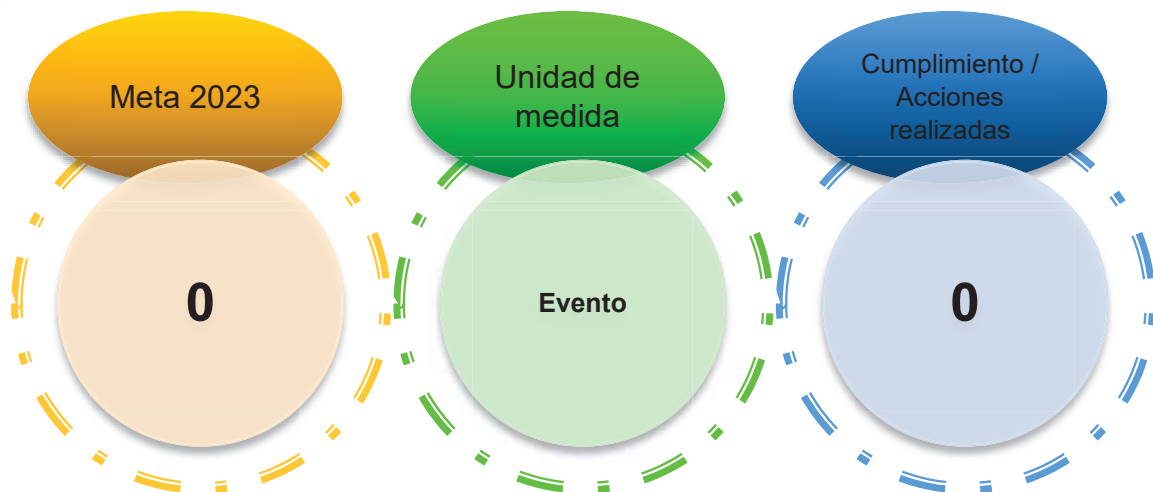 Meta 2023
0
Unidad de
medida
Evento
Cumplimiento /
Acciones
realizadas
0